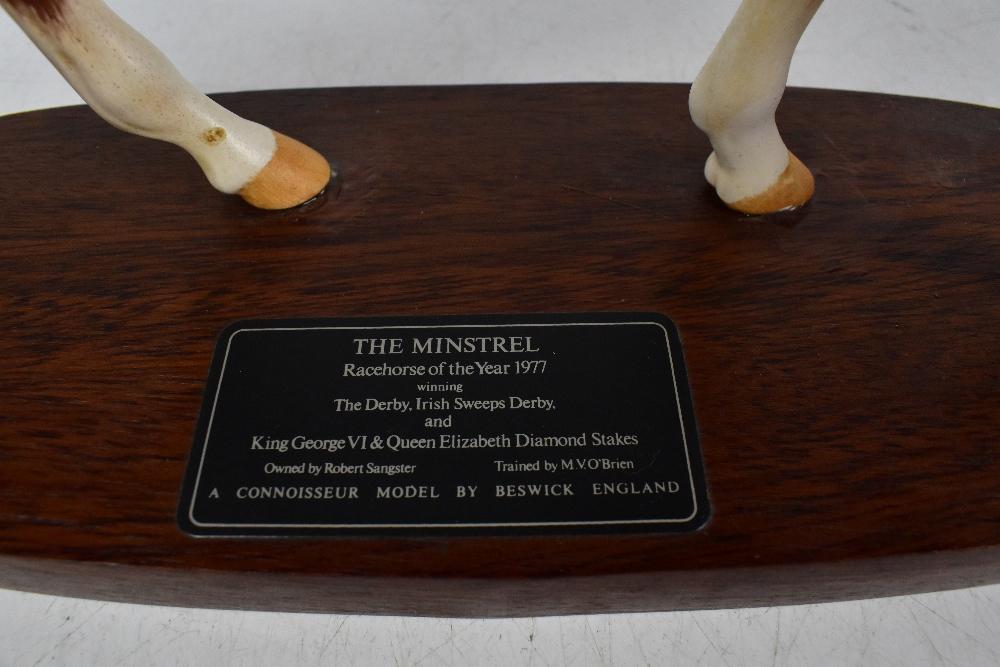 THE MINSTREL
Racehorse of the Year 1977
winning
The Derby, Irish Sweeps Derby,
and
King George VI & Queen Elizabeth Diamond Stakes
Owned by Robert Sangster Trained by M.V.O'Brien
A CONNOISSEUR MODEL BY BESWICK ENGLAND